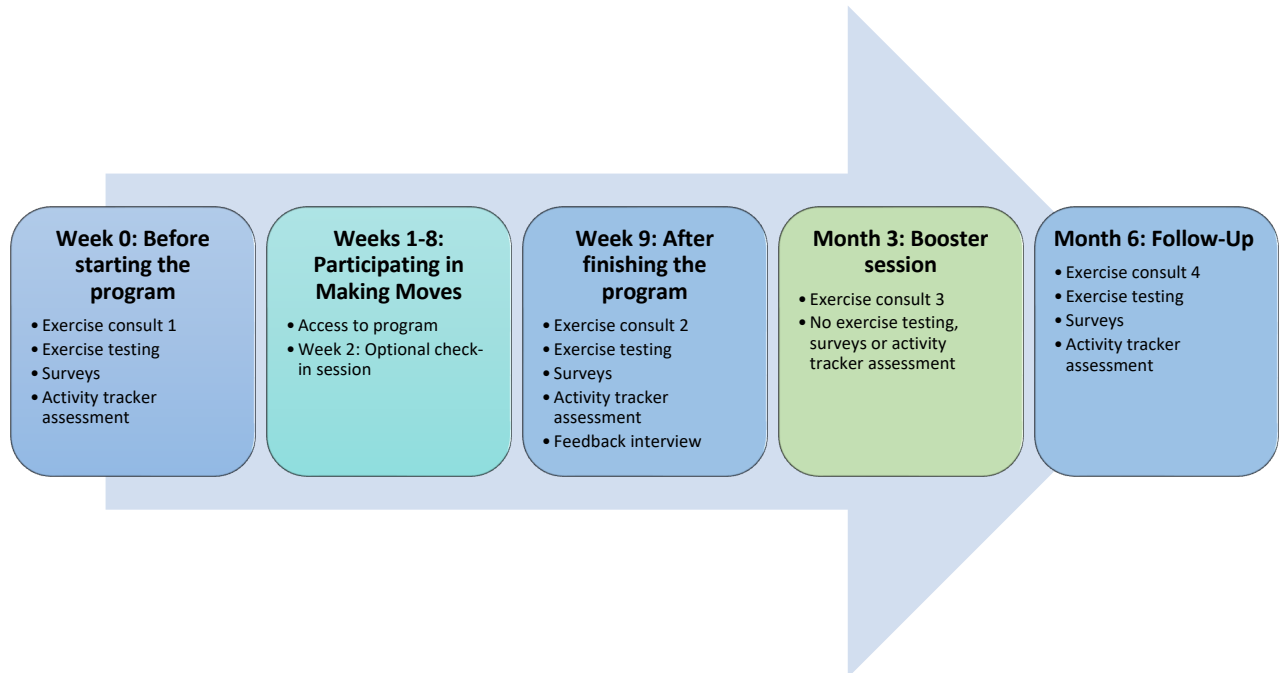 Week 0: Before
starting the
program
• Exercise consult 1
• Exercise testing
• Surveys
• Activity tracker
assessment
Weeks 1-8:
Participating in
Making Moves
• Access to program
• Week 2: Optional check-
in session
Week 9: After
finishing the
program
• Exercise consult 2
• Exercise testing
• Surveys
• Activity tracker
assessment
• Feedback interview
Month 3: Booster
session
• Exercise consult 3
• No exercise testing,
surveys or activity
tracker assessment
Month 6: Follow-Up
• Exercise consult 4
• Exercise testing
• Surveys
• Activity tracker
assessment